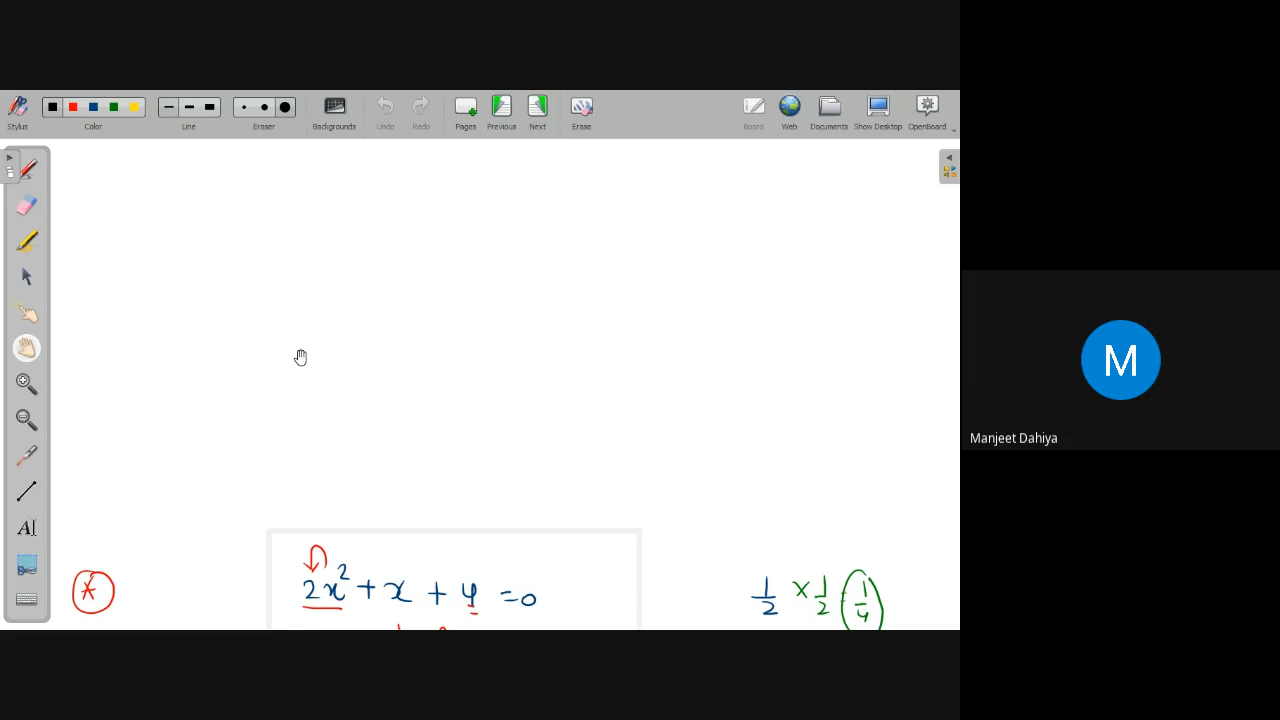 Stylus Color Line Eraser Backgrounds Undo Redo Pages Previous Next Erase Board Web Documents Show Desktop OpenBoard
M
Manjeet Dahiya
2x² + x + 4 = 0
1/2 × 1/2 1/4